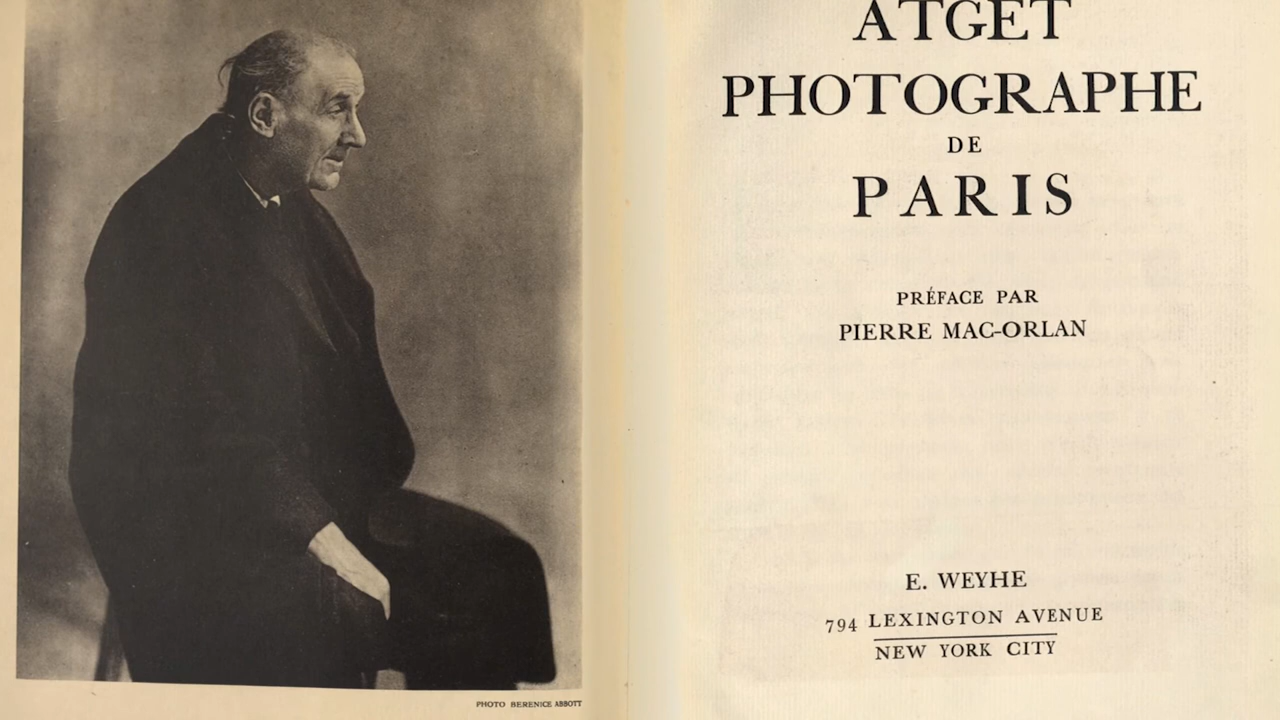 PHOTO BERENICE ABBOTT
ATGET
PHOTOGRAPHE
DE
PARIS
PRÉFACE PAR
PIERRE MAC-ORLAN
E. WEYHE
794 LEXINGTON AVENUE
NEW YORK CITY